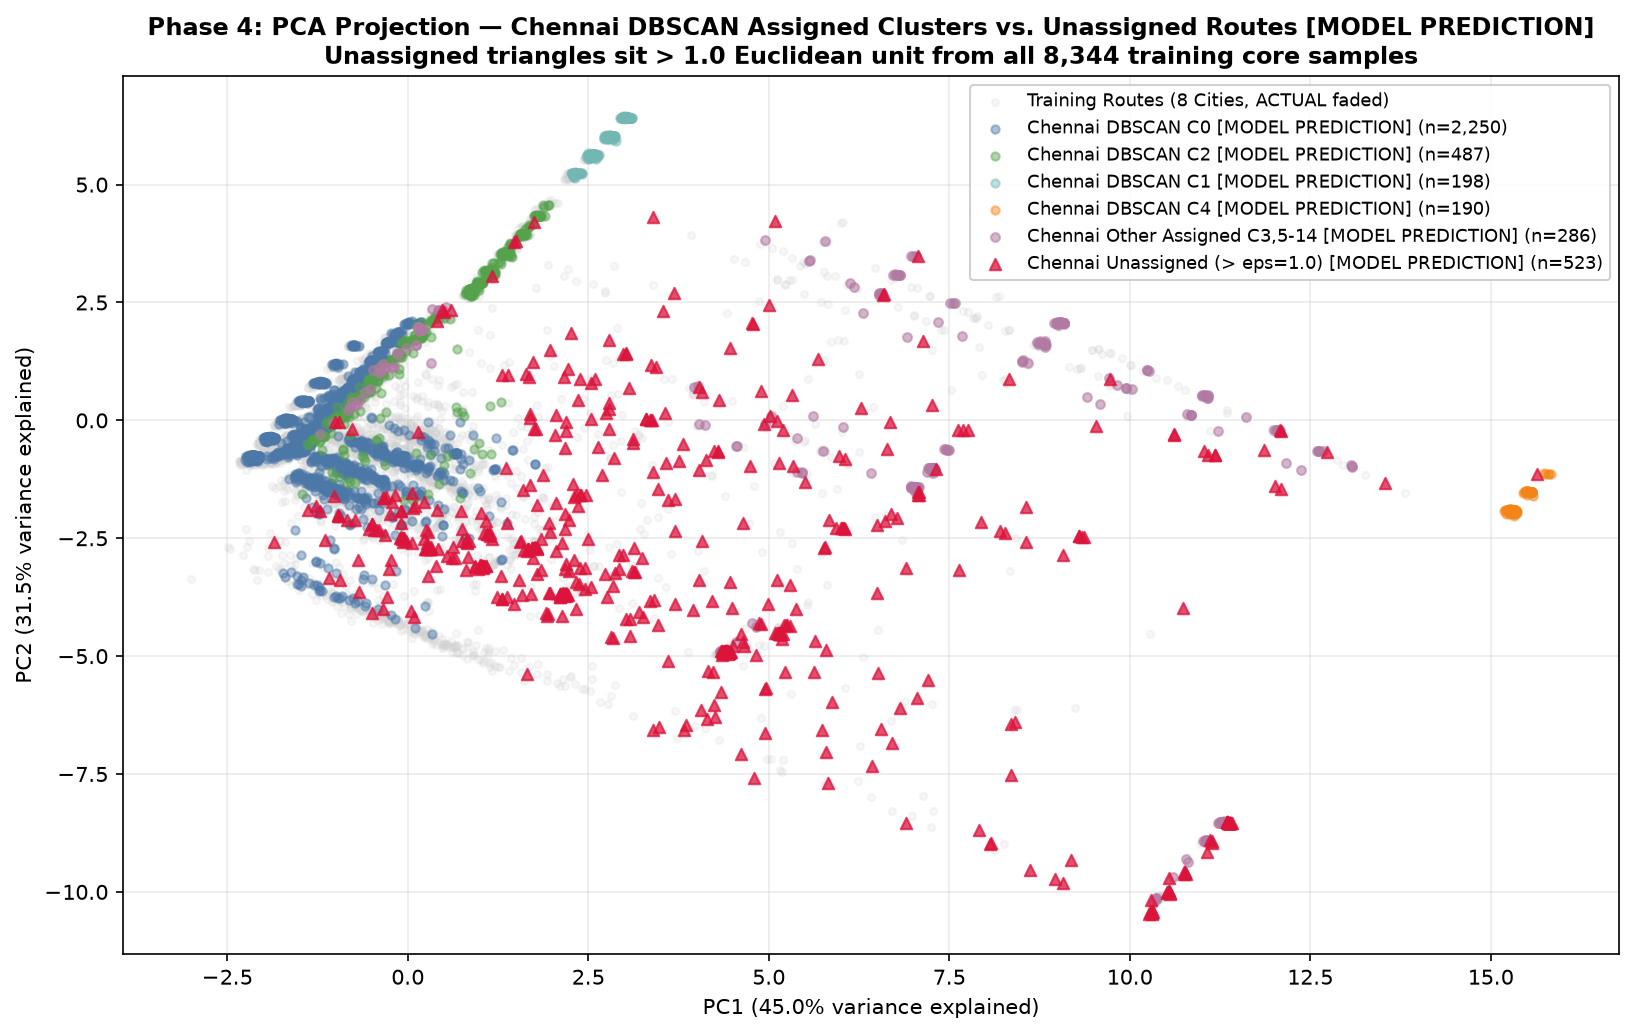 Phase 4: PCA Projection — Chennai DBSCAN Assigned Clusters vs. Unassigned Routes [MODEL PREDICTION]
Unassigned triangles sit > 1.0 Euclidean unit from all 8,344 training core samples
Training Routes (8 Cities, ACTUAL faded)
Chennai DBSCAN C0 [MODEL PREDICTION] (n=2,250)
Chennai DBSCAN C2 [MODEL PREDICTION] (n=487)
Chennai DBSCAN C1 [MODEL PREDICTION] (n=198)
Chennai DBSCAN C4 [MODEL PREDICTION] (n=190)
Chennai Other Assigned C3,5-14 [MODEL PREDICTION] (n=286)
Chennai Unassigned (> eps=1.0) [MODEL PREDICTION] (n=523)
PC2 (31.5% variance explained)
5.0
2.5
0.0
−2.5
−5.0
−7.5
−10.0
−2.5
0.0
2.5
5.0
7.5
10.0
12.5
15.0
PC1 (45.0% variance explained)